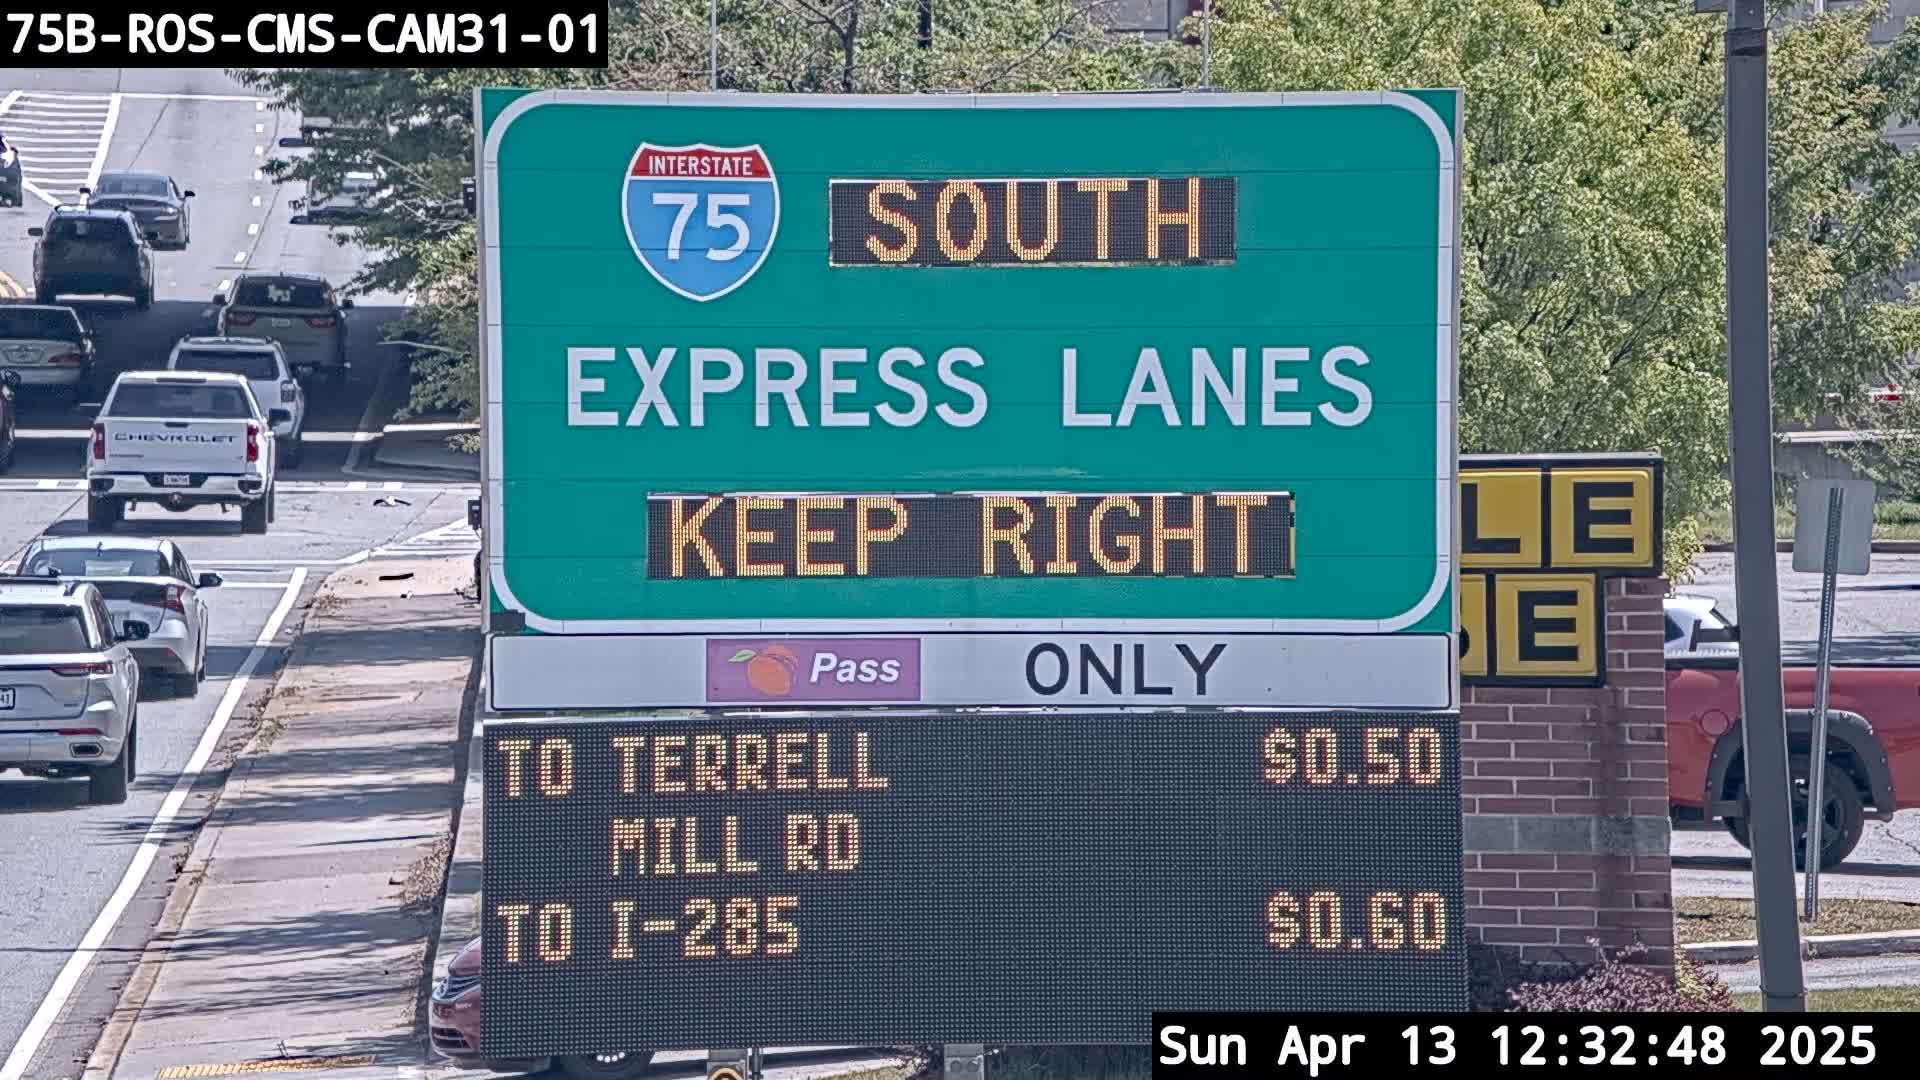 75B-ROS-CMS-CAM31-01
INTERSTATE
75
SOUTH
EXPRESS LANES
KEEP RIGHT
Pass ONLY
TO TERRELL $0.50
MILL RD
TO I-285 $0.60
CHEVROLET
LE
E
Sun Apr 13 12:32:48 2025